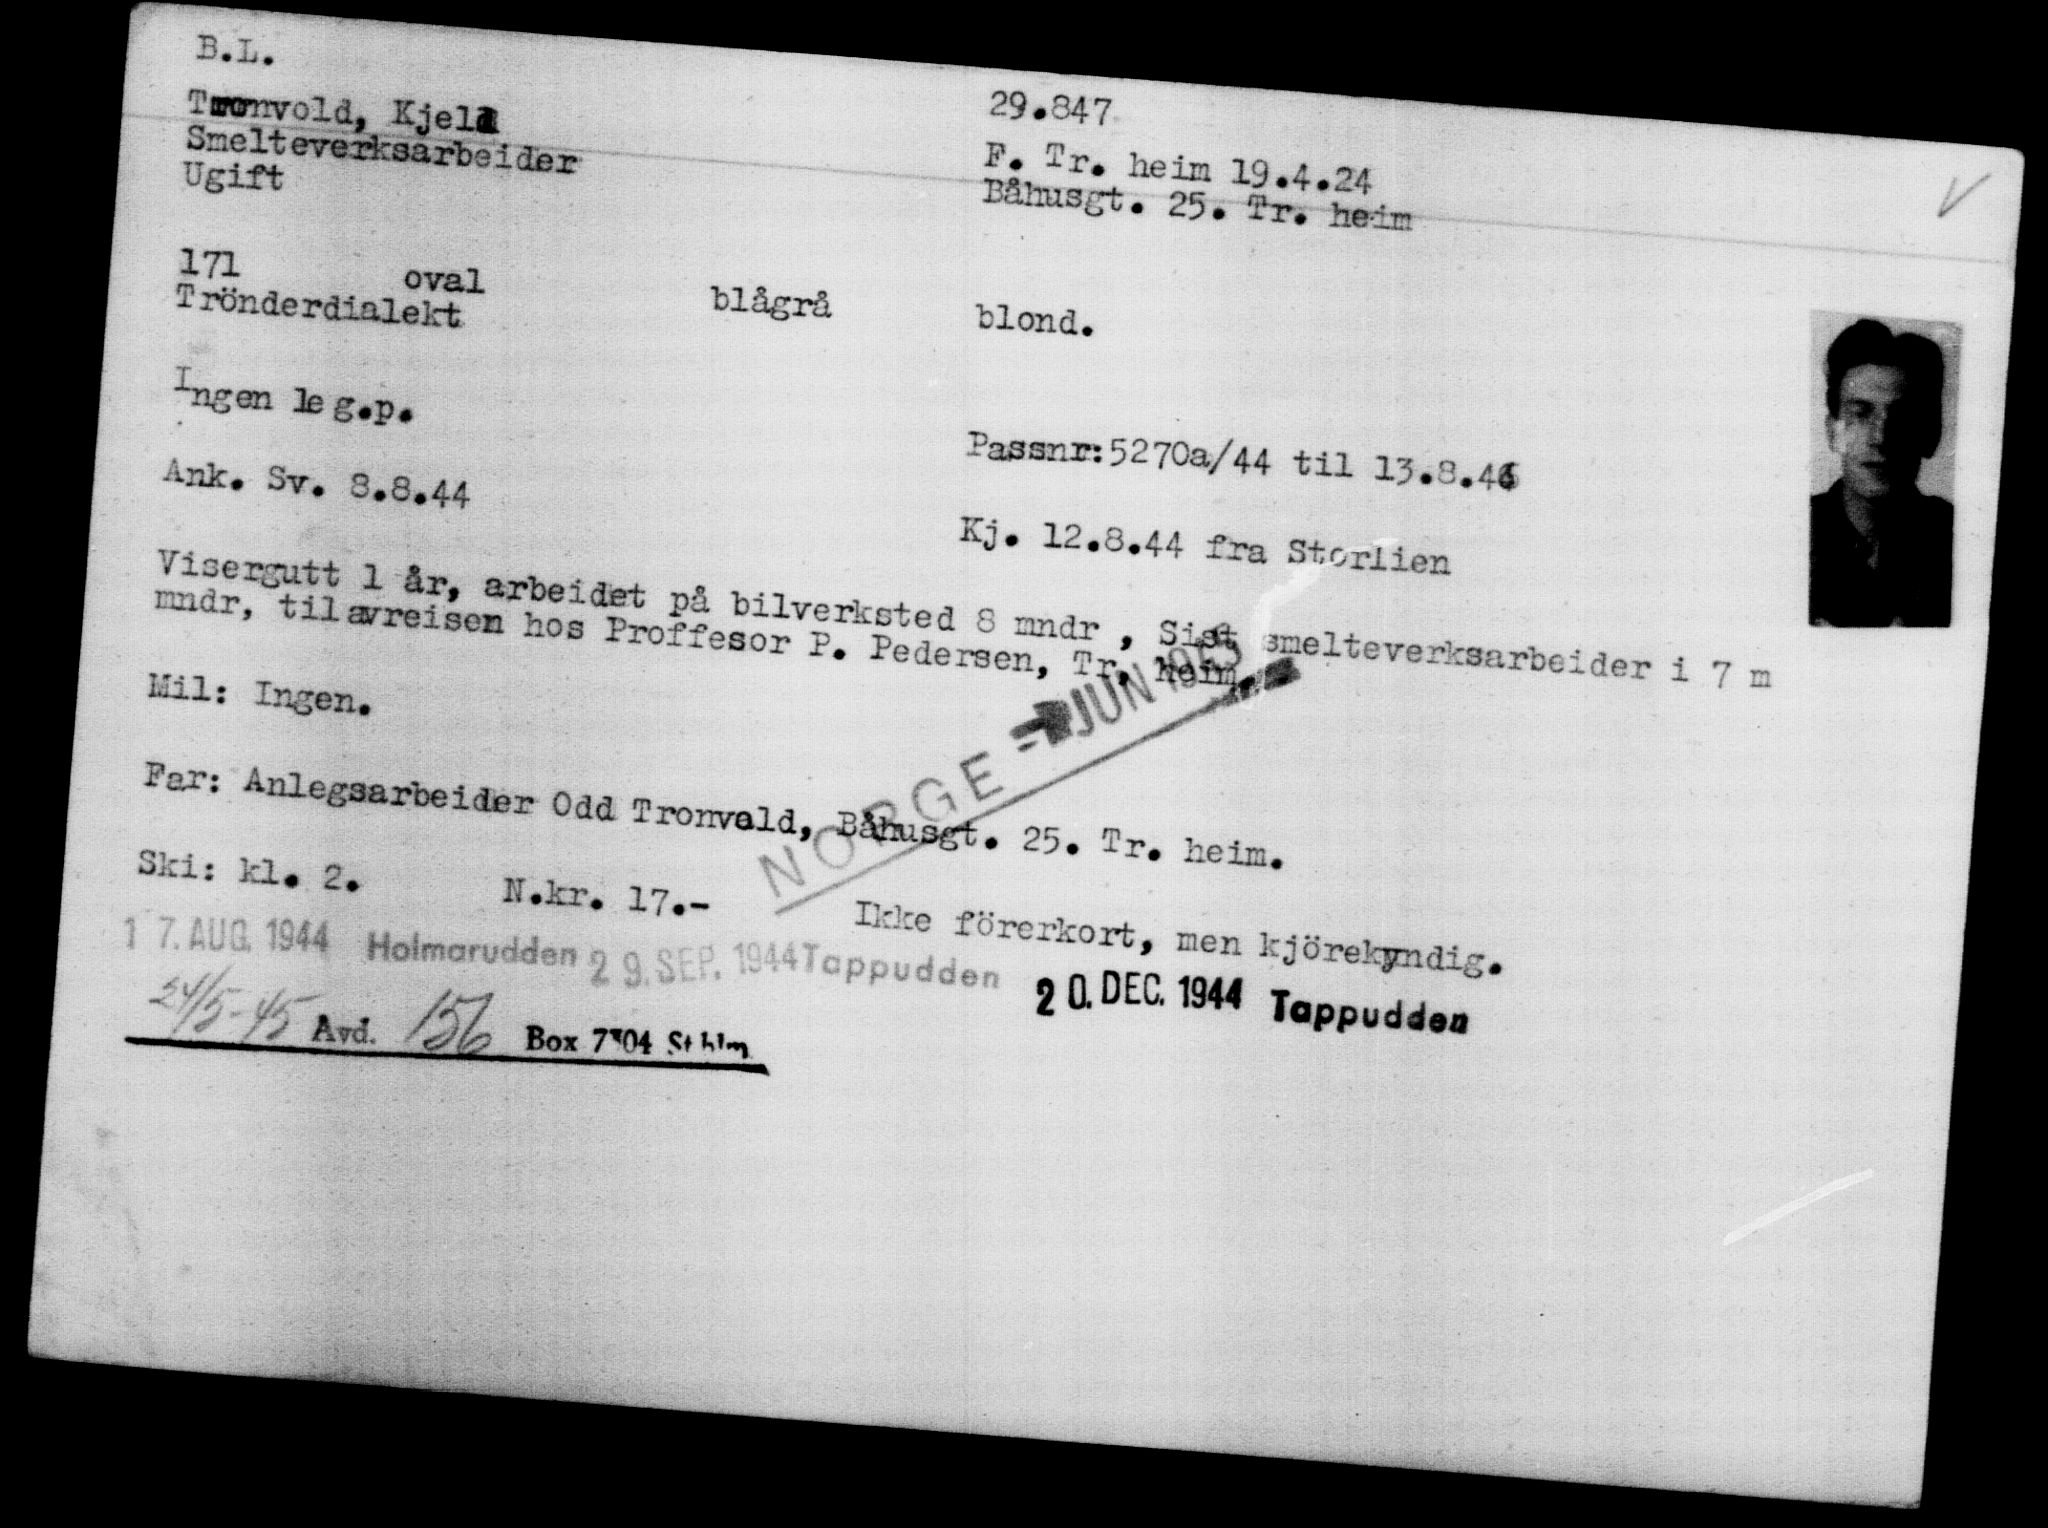 B.L.
Tronvold, Kjeld 29.847
Smelteverksarbeider F. Tr. heim 19.4.24
Ugift Båhusgt. 25. Tr. heim
171 oval blågrå blond.
Trönderdialekt
Ingen leg.p.
Passnr:5270a/44 til 13.8.46
Ank. Sv. 8.8.44
Kj. 12.8.44 fra Storlien
Visergutt 1 år, arbeidet på bilverksted 8 mndr , Sist smelteverksarbeider i 7 m
mndr, til avreisen hos Proffesor P. Pedersen, Tr, heim.
NORGE - JUN 1945
Mil: Ingen.
Far: Anlegsarbeider Odd Tronvold, Båhusgt. 25. Tr. heim.
Ski: kl. 2. N.kr. 17.- Ikke förerkort, men kjörekyndig.
17. AUG. 1944 Holmarudden 29. SEP. 1944 Tappudden 20. DEC. 1944 Tappudden
24/5-45 Avd. 156 Box 7304 Sthlm